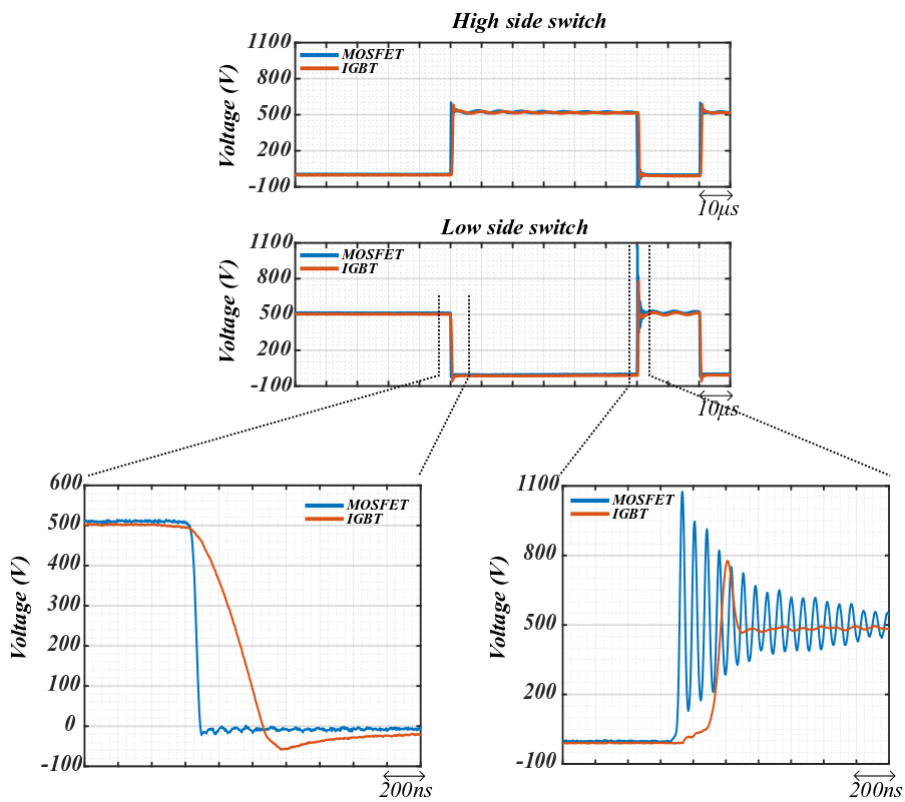 High side switch
1100
800
500
200
-100
Voltage (V)
MOSFET
IGBT
10μs
Low side switch
1100
800
500
200
-100
Voltage (V)
MOSFET
IGBT
10μs
600
500
400
300
200
100
0
-100
Voltage (V)
MOSFET
IGBT
200ns
1100
800
500
200
-100
Voltage (V)
MOSFET
IGBT
200ns